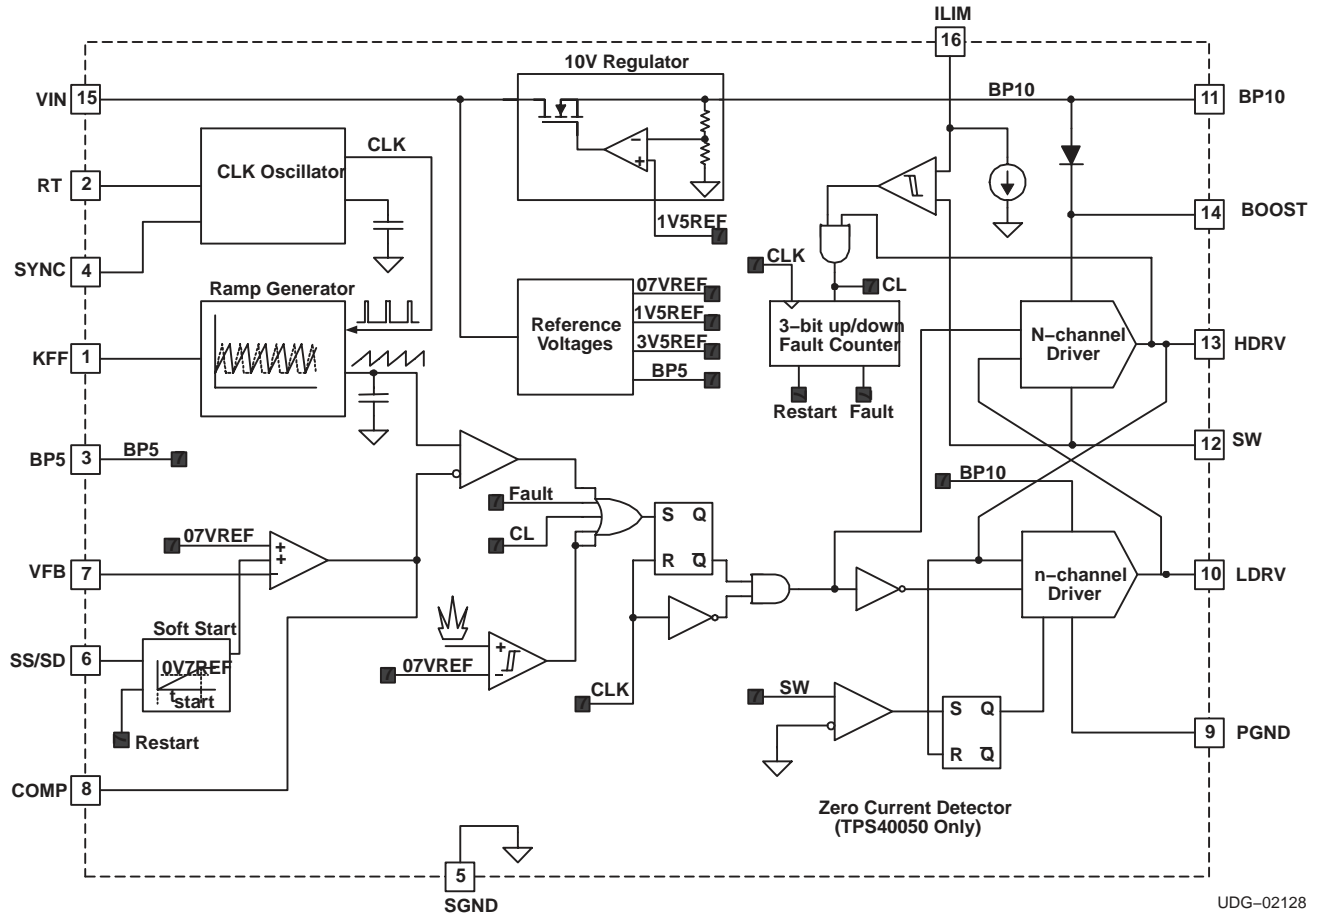 ILIM
16
10V Regulator
VIN 15
BP10
11 BP10
CLK
CLK Oscillator
RT 2
1V5REF
14 BOOST
SYNC 4
CLK
CL
Ramp Generator
07VREF
1V5REF
3V5REF
BP5
Reference
Voltages
3−bit up/down
Fault Counter
N-channel
Driver
13 HDRV
KFF 1
Restart
Fault
12 SW
BP5 3
BP5
BP10
Fault
S Q
CL
R Q
07VREF
+
+
−
VFB 7
n−channel
Driver
10 LDRV
Soft Start
0V7REF
tstart
SS/SD 6
+
−
07VREF
CLK
SW
S Q
R Q
9 PGND
Restart
COMP 8
Zero Current Detector
(TPS40050 Only)
5
SGND
UDG−02128